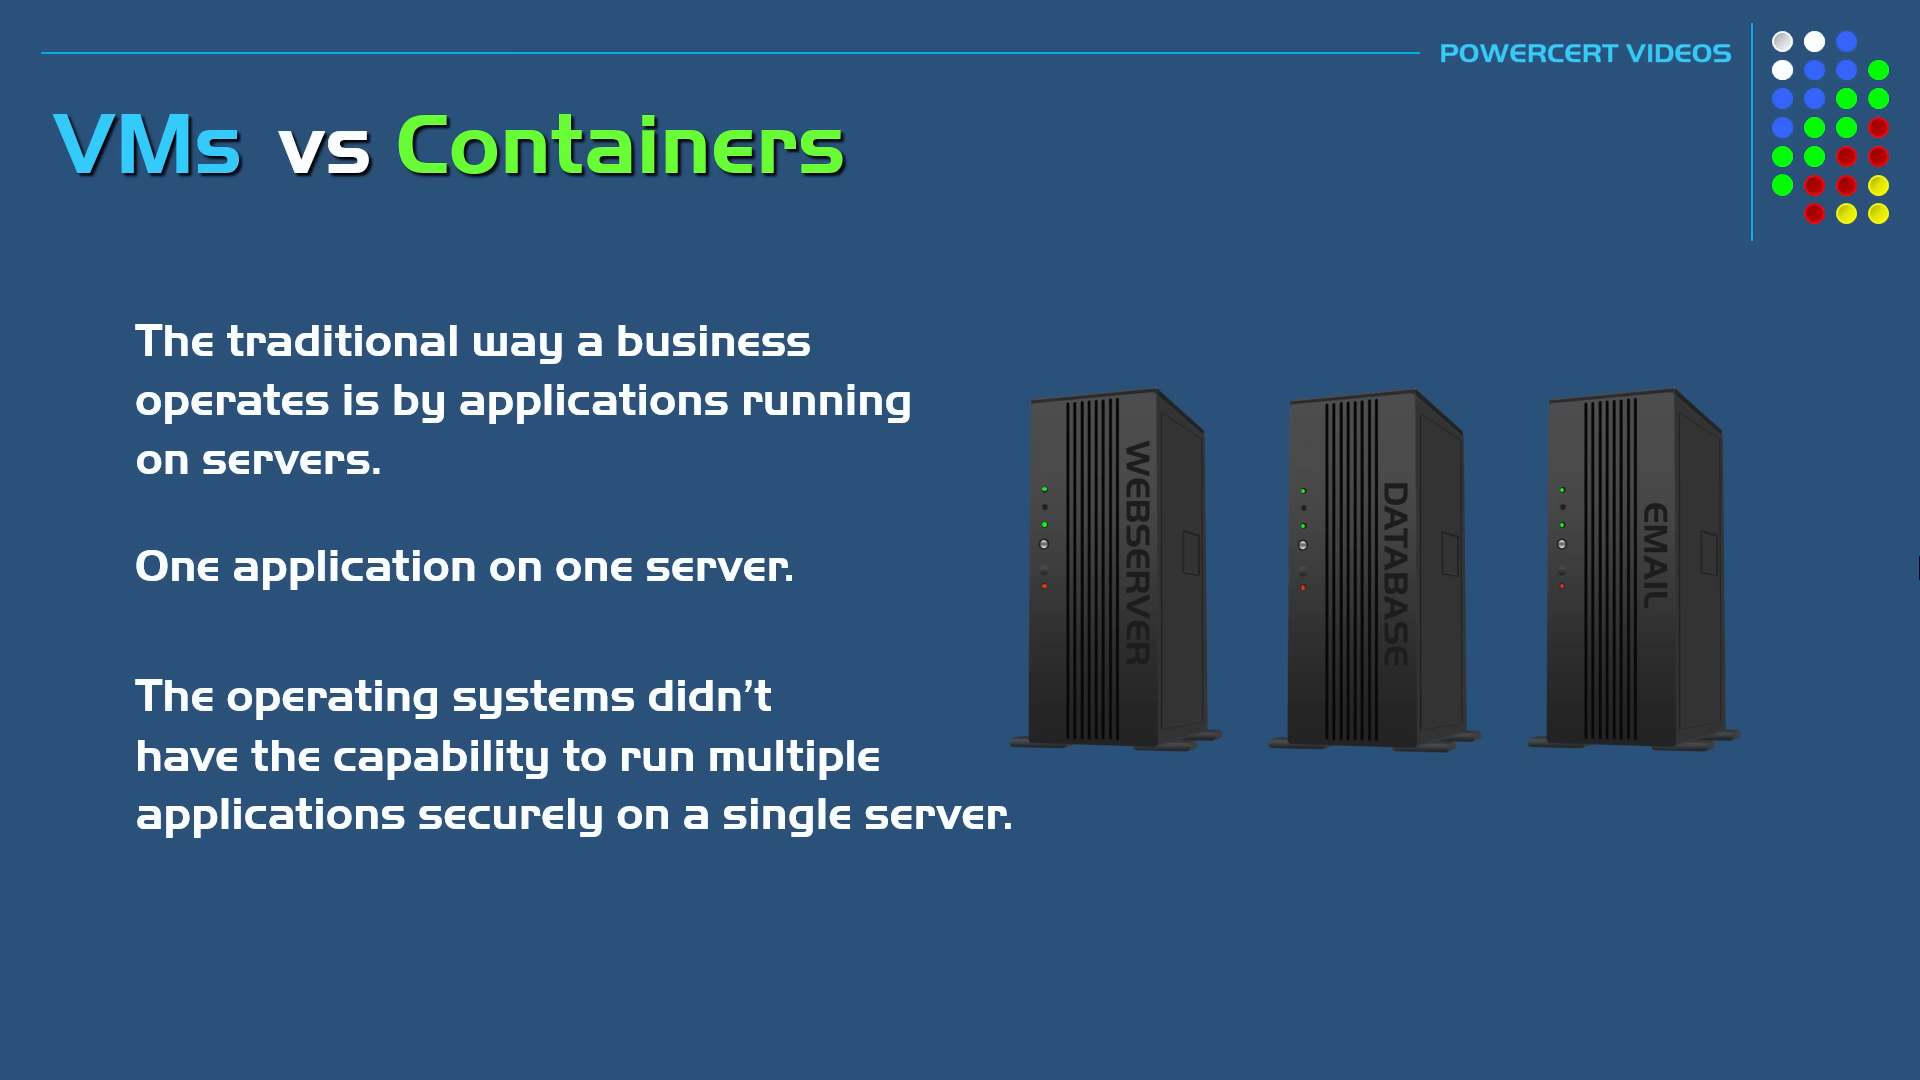 POWERCERT VIDEOS
VMs vs Containers
The traditional way a business
operates is by applications running
on servers.
One application on one server.
The operating systems didn't
have the capability to run multiple
applications securely on a single server.
WEBSERVER
DATABASE
EMAIL